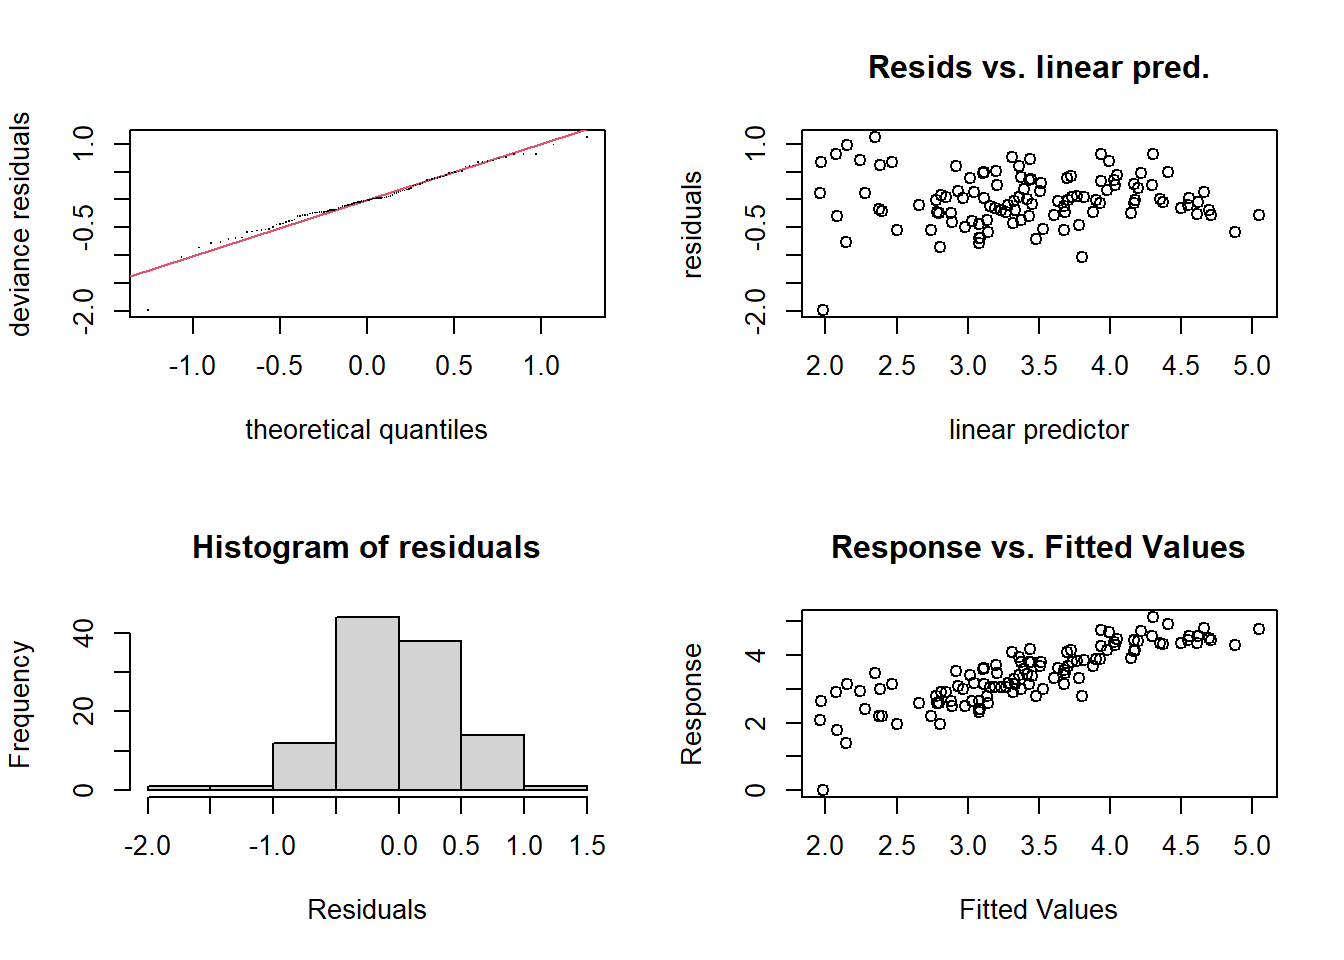 deviance residuals
-2.0 -0.5 1.0
-1.0 -0.5 0.0 0.5 1.0
theoretical quantiles
Resids vs. linear pred.
residuals
-2.0 -0.5 1.0
2.0 2.5 3.0 3.5 4.0 4.5 5.0
linear predictor
Histogram of residuals
Frequency
0 20 40
-2.0 -1.0 0.0 0.5 1.0 1.5
Residuals
Response vs. Fitted Values
Response
0 2 4
2.0 2.5 3.0 3.5 4.0 4.5 5.0
Fitted Values